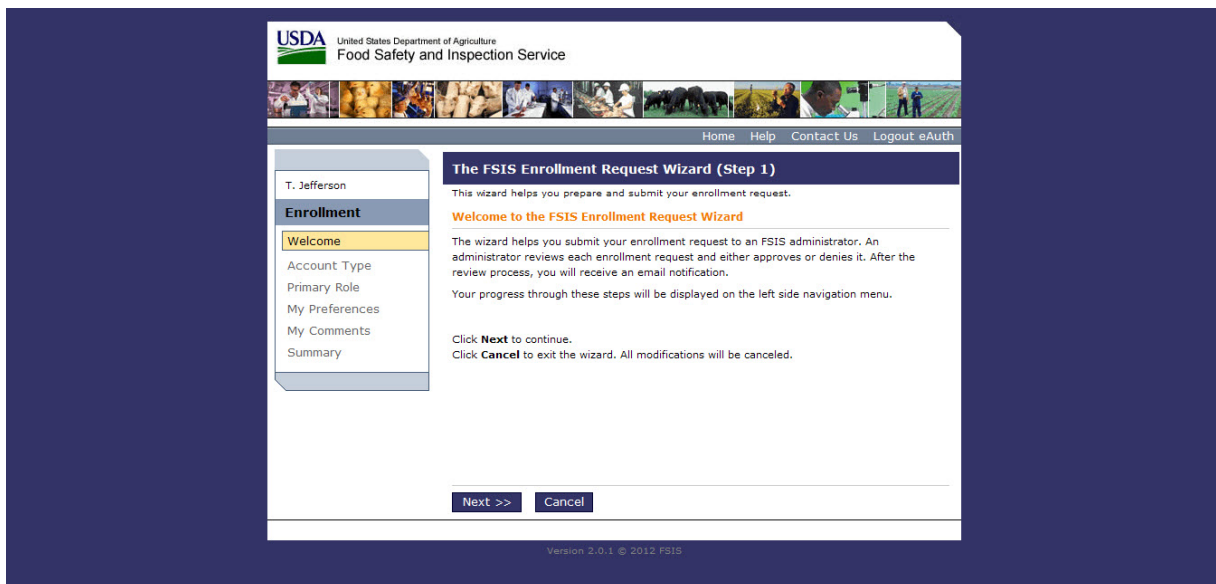 USDA
United States Department of Agriculture
Food Safety and Inspection Service
Home Help Contact Us Logout eAuth
T. Jefferson
Enrollment
Welcome
Account Type
Primary Role
My Preferences
My Comments
Summary
The FSIS Enrollment Request Wizard (Step 1)
This wizard helps you prepare and submit your enrollment request.
Welcome to the FSIS Enrollment Request Wizard
The wizard helps you submit your enrollment request to an FSIS administrator. An
administrator reviews each enrollment request and either approves or denies it. After the
review process, you will receive an email notification.
Your progress through these steps will be displayed on the left side navigation menu.
Click Next to continue.
Click Cancel to exit the wizard. All modifications will be canceled.
Next >> Cancel
Version 2.0.1 © 2012 FSIS